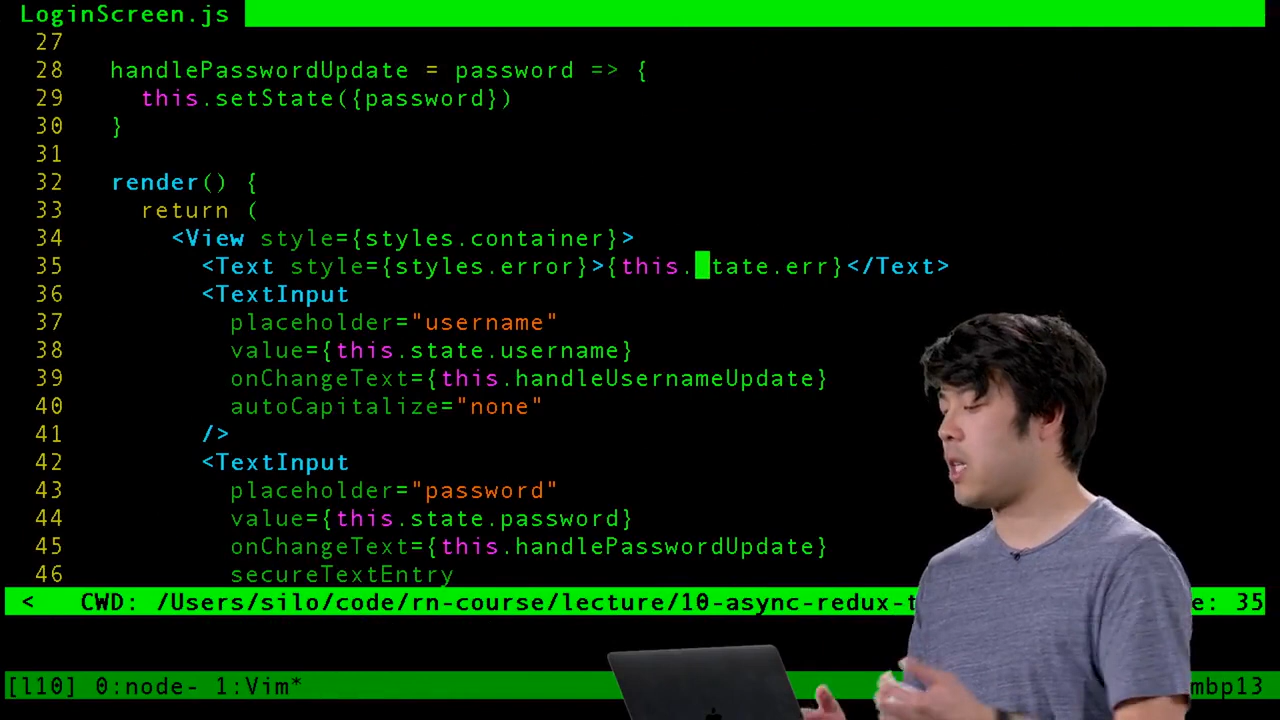 LoginScreen.js
27
28 handlePasswordUpdate = password => {
29 this.setState({password})
30 }
31
32 render() {
33 return (
34 <View style={styles.container}>
35 <Text style={styles.error}>{this.state.err}</Text>
36 <TextInput
37 placeholder="username"
38 value={this.state.username}
39 onChangeText={this.handleUsernameUpdate}
40 autoCapitalize="none"
41 />
42 <TextInput
43 placeholder="password"
44 value={this.state.password}
45 onChangeText={this.handlePasswordUpdate}
46 secureTextEntry
< CWD: /Users/silo/code/rn-course/lecture/10-async-redux- : 35
[l10] 0:node- 1:Vim* mbp13